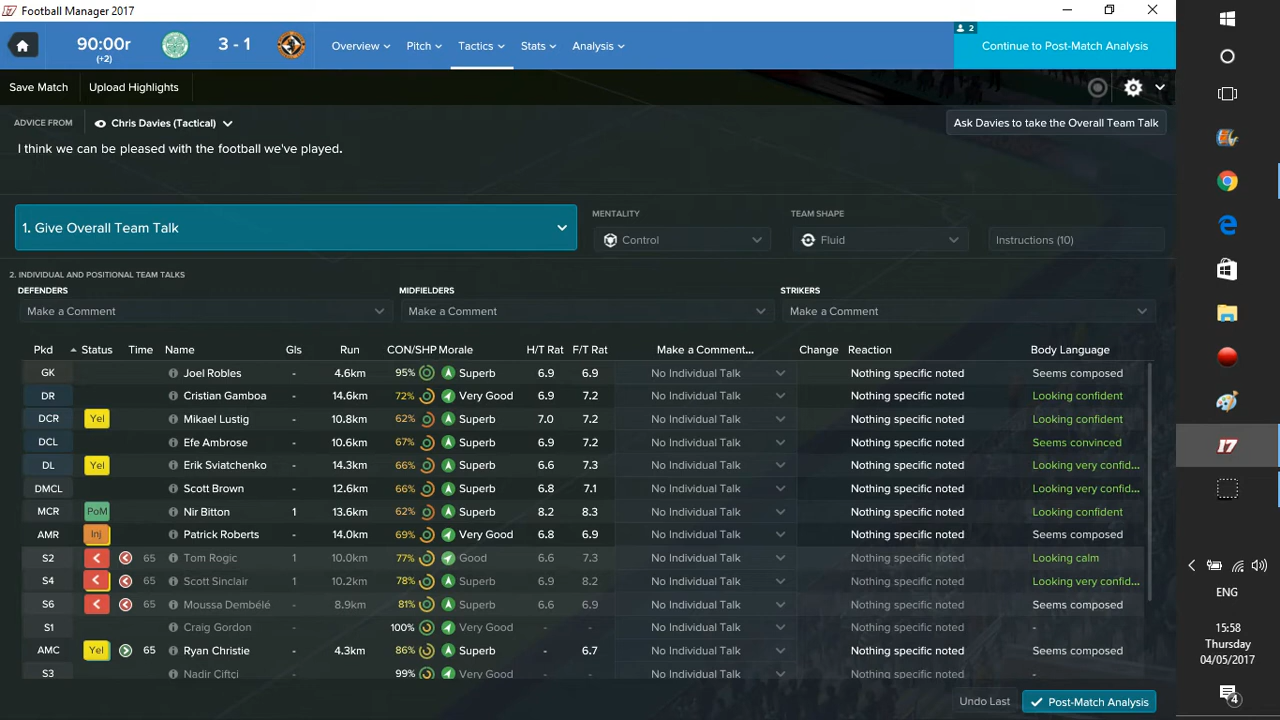 17 Football Manager 2017
90:00r
(+2)
3 - 1
Overview
Pitch
Tactics
Stats
Analysis
2
Continue to Post-Match Analysis
Save Match
Upload Highlights
ADVICE FROM
Chris Davies (Tactical)
Ask Davies to take the Overall Team Talk
I think we can be pleased with the football we've played.
1. Give Overall Team Talk
MENTALITY
Control
TEAM SHAPE
Fluid
Instructions (10)
2. INDIVIDUAL AND POSITIONAL TEAM TALKS
DEFENDERS
MIDFIELDERS
STRIKERS
Make a Comment
Make a Comment
Make a Comment
Pkd Status Time Name Gls Run CON/SHP Morale H/T Rat F/T Rat Make a Comment... Change Reaction Body Language
GK Joel Robles - 4.6km 95% Superb 6.9 6.9 No Individual Talk Nothing specific noted Seems composed
DR Cristian Gamboa - 14.6km 72% Very Good 6.9 7.2 No Individual Talk Nothing specific noted Looking confident
DCR Yel Mikael Lustig - 10.8km 62% Superb 7.0 7.2 No Individual Talk Nothing specific noted Looking confident
DCL Efe Ambrose - 10.6km 67% Superb 6.9 7.2 No Individual Talk Nothing specific noted Seems convinced
DL Yel Erik Sviatchenko - 14.3km 66% Superb 6.6 7.3 No Individual Talk Nothing specific noted Looking very confid...
DMCL Scott Brown - 12.6km 66% Superb 6.8 7.1 No Individual Talk Nothing specific noted Looking very confid...
MCR PoM Nir Bitton - 13.6km 62% Superb 8.2 8.3 No Individual Talk Nothing specific noted Looking confident
AMR Inj Patrick Roberts - 14.0km 69% Very Good 6.8 6.9 No Individual Talk Nothing specific noted Seems composed
S2 65 Tom Rogic 1 10.0km 77% Good 6.6 7.3 No Individual Talk Nothing specific noted Looking calm
S4 65 Scott Sinclair 1 10.2km 78% Superb 6.9 8.2 No Individual Talk Nothing specific noted Looking very confid...
S6 65 Moussa Dembélé - 8.9km 81% Superb 6.6 6.9 No Individual Talk Nothing specific noted Seems composed
S1 Craig Gordon - 100% Very Good - - No Individual Talk Nothing specific noted -
AMC Yel 65 Ryan Christie - 4.3km 86% Superb - 6.7 No Individual Talk Nothing specific noted Seems composed
S3 Nadir Çiftçi - 99% Very Good - - No Individual Talk Nothing specific noted -
Undo Last
Post-Match Analysis
17
ENG
15:58
Thursday
04/05/2017
4